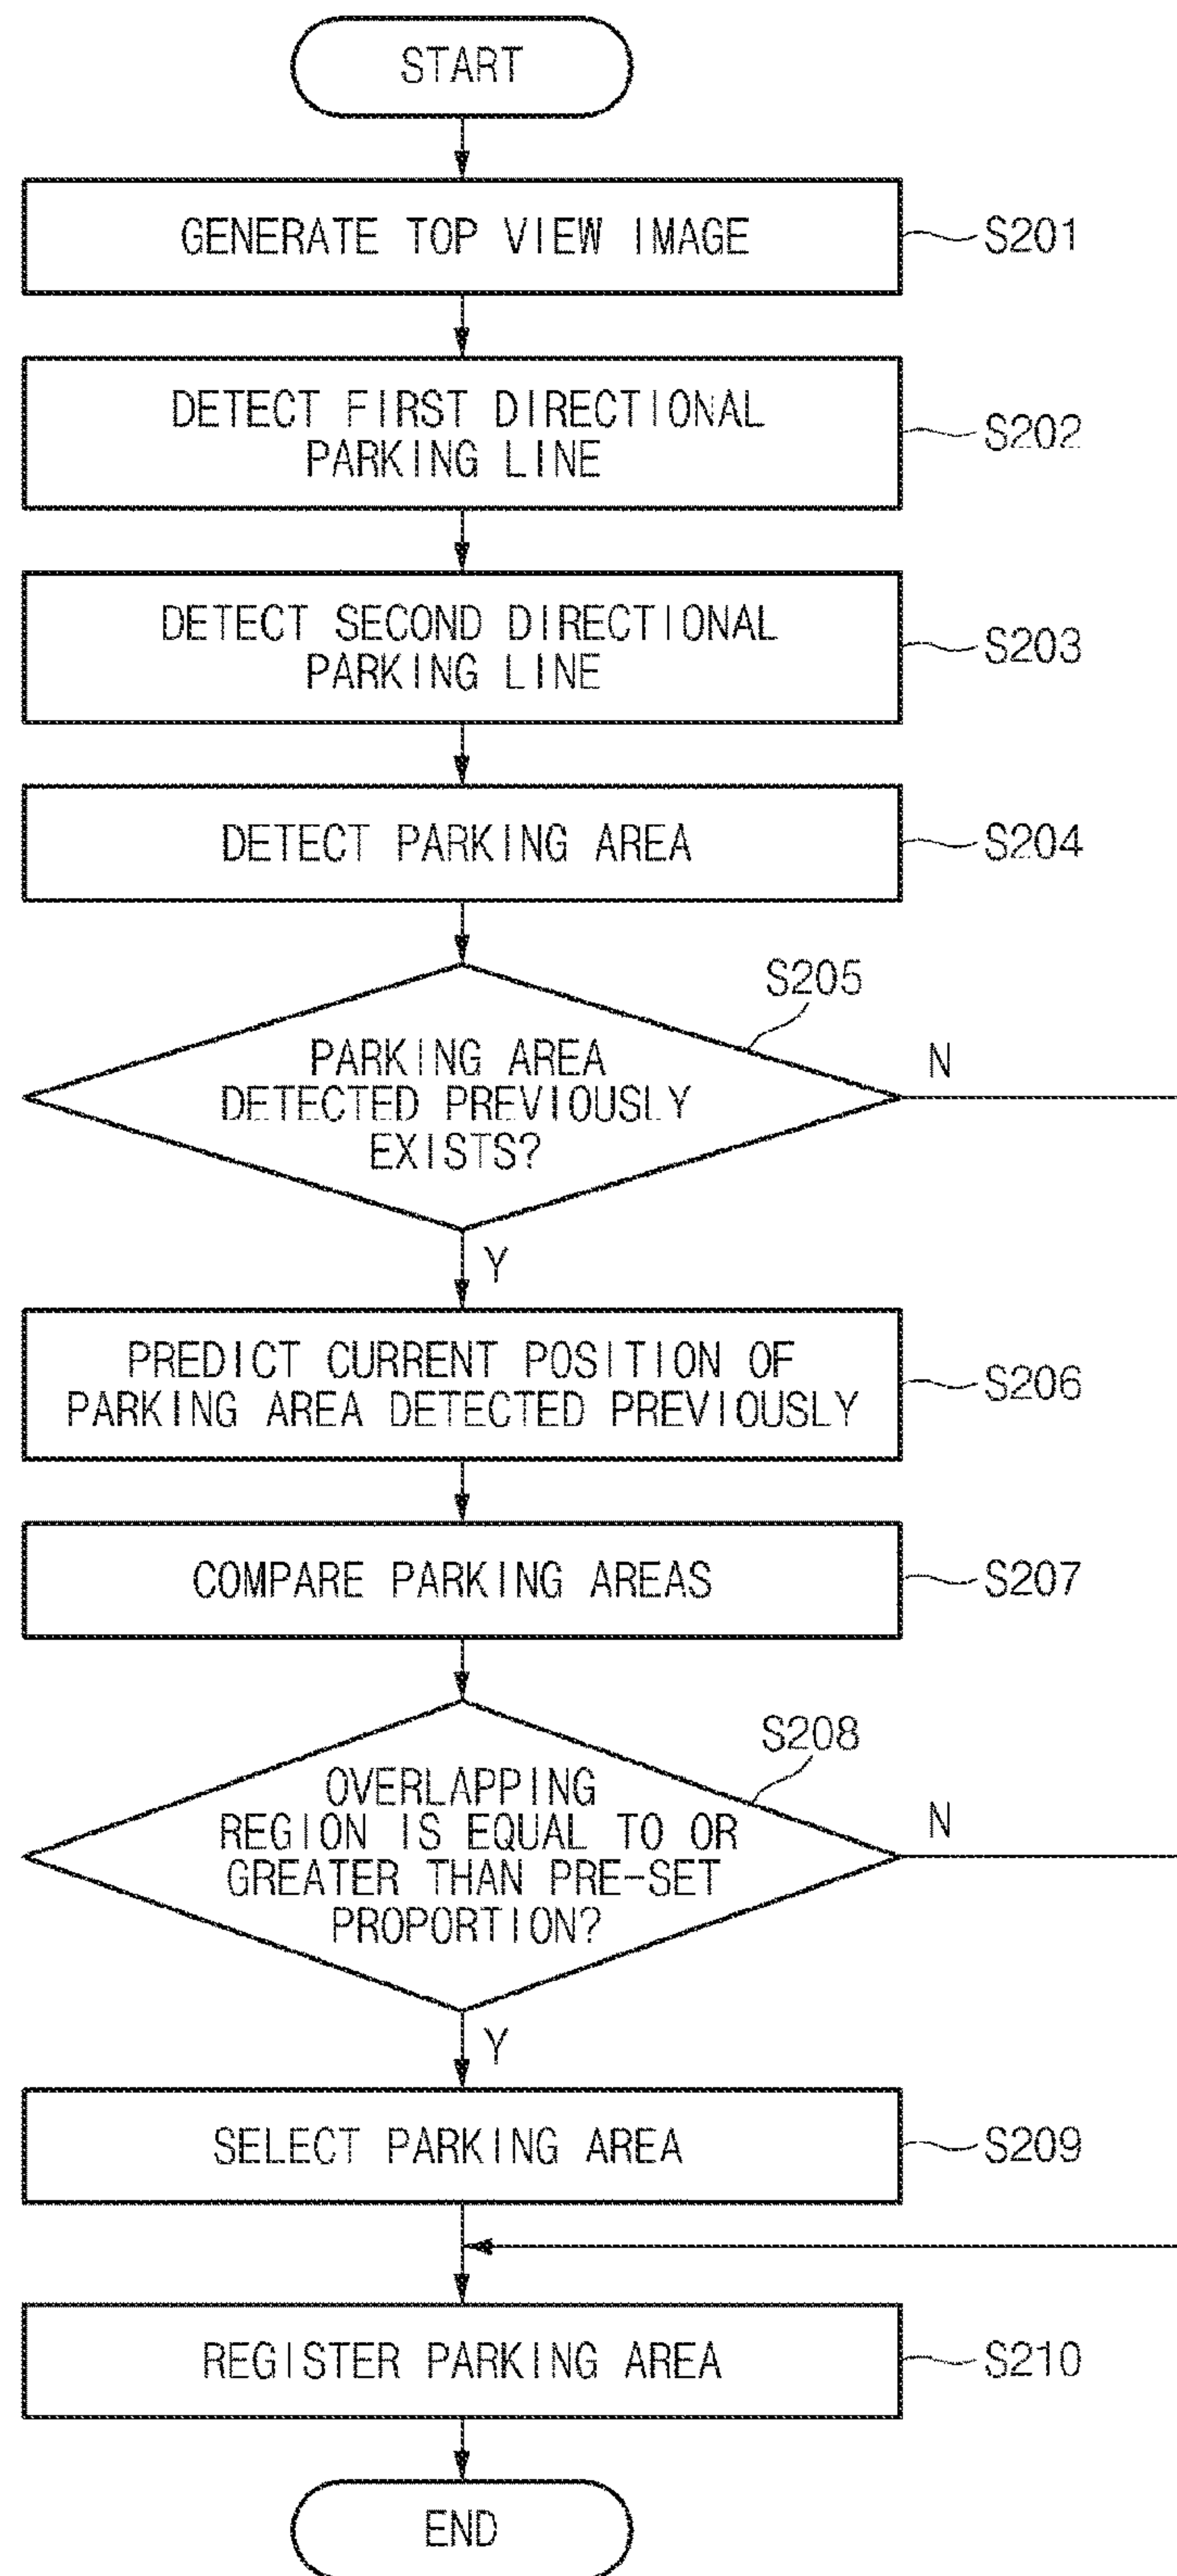 START
GENERATE TOP VIEW IMAGE
S201
DETECT FIRST DIRECTIONAL
PARKING LINE
S202
DETECT SECOND DIRECTIONAL
PARKING LINE
S203
DETECT PARKING AREA
S204
S205
PARKING AREA
DETECTED PREVIOUSLY
EXISTS?
N
Y
PREDICT CURRENT POSITION OF
PARKING AREA DETECTED PREVIOUSLY
S206
COMPARE PARKING AREAS
S207
S208
OVERLAPPING
REGION IS EQUAL TO OR
GREATER THAN PRE-SET
PROPORTION?
N
Y
SELECT PARKING AREA
S209
REGISTER PARKING AREA
S210
END